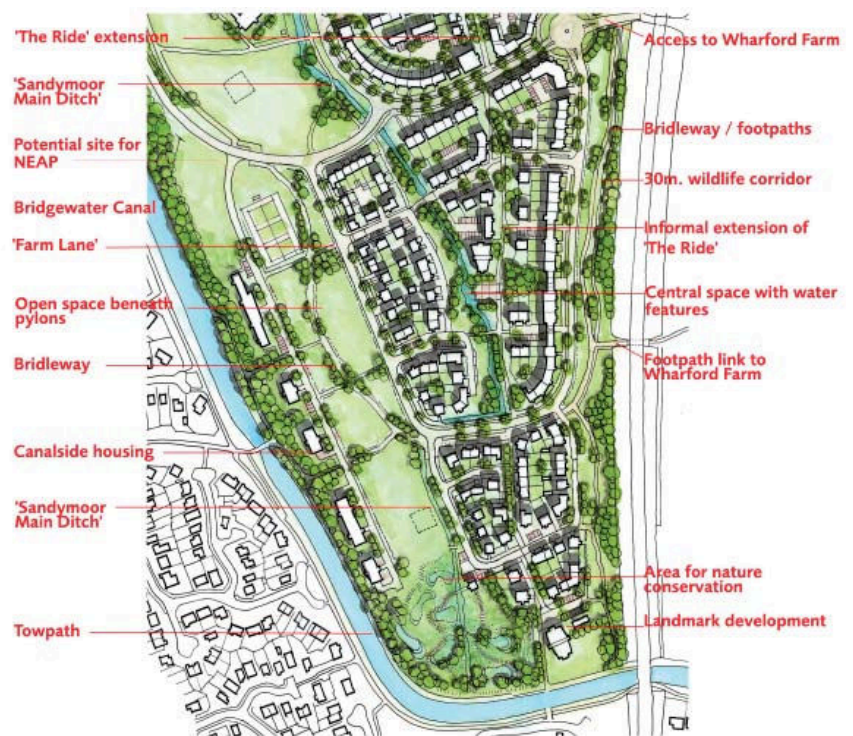 'The Ride' extension
'Sandymoor
Main Ditch'
Potential site for
NEAP
Bridgewater Canal
'Farm Lane'
Open space beneath
pylons
Bridleway
Canalside housing
'Sandymoor
Main Ditch'
Towpath
Access to Wharford Farm
Bridleway / footpaths
30m. wildlife corridor
Informal extension of
'The Ride'
Central space with water
features
Footpath link to
Wharford Farm
Area for nature
conservation
Landmark development